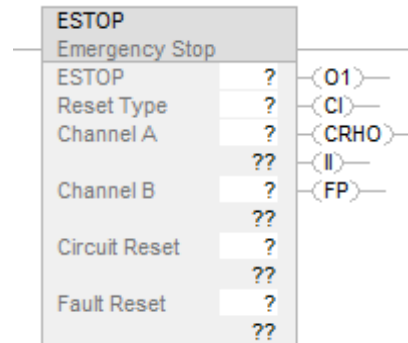 ESTOP
Emergency Stop
ESTOP ? (O1)
Reset Type ? (CI)
Channel A ? (CRHO)
?? (II)
Channel B ? (FP)
??
Circuit Reset ?
??
Fault Reset ?
??